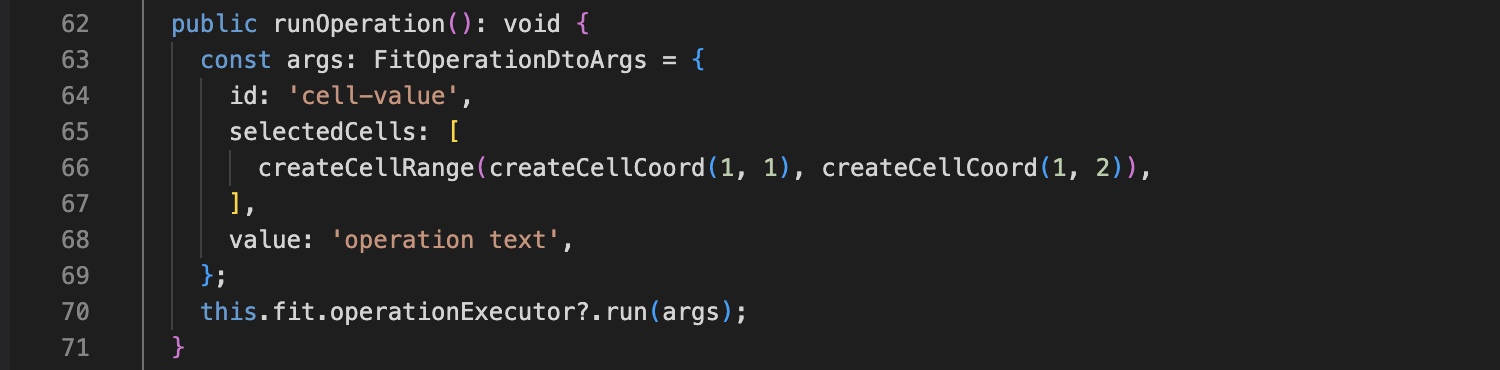 62 public runOperation(): void {
63 const args: FitOperationDtoArgs = {
64 id: 'cell-value',
65 selectedCells: [
66 createCellRange(createCellCoord(1, 1), createCellCoord(1, 2)),
67 ],
68 value: 'operation text',
69 };
70 this.fit.operationExecutor?.run(args);
71 }